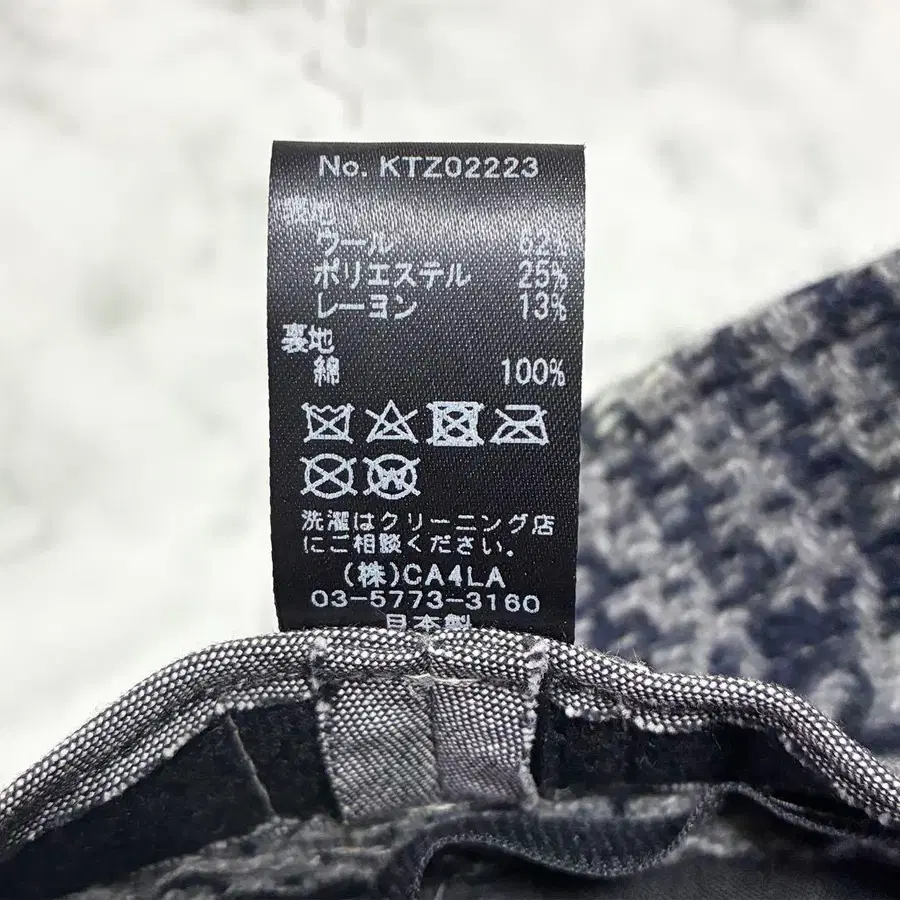 No. KTZ02223
表地
ウール 62%
ポリエステル 25%
レーヨン 13%
裏地
綿 100%
洗濯はクリーニング店
にご相談ください.
(株)CA4LA
03-5773-3160
日本製